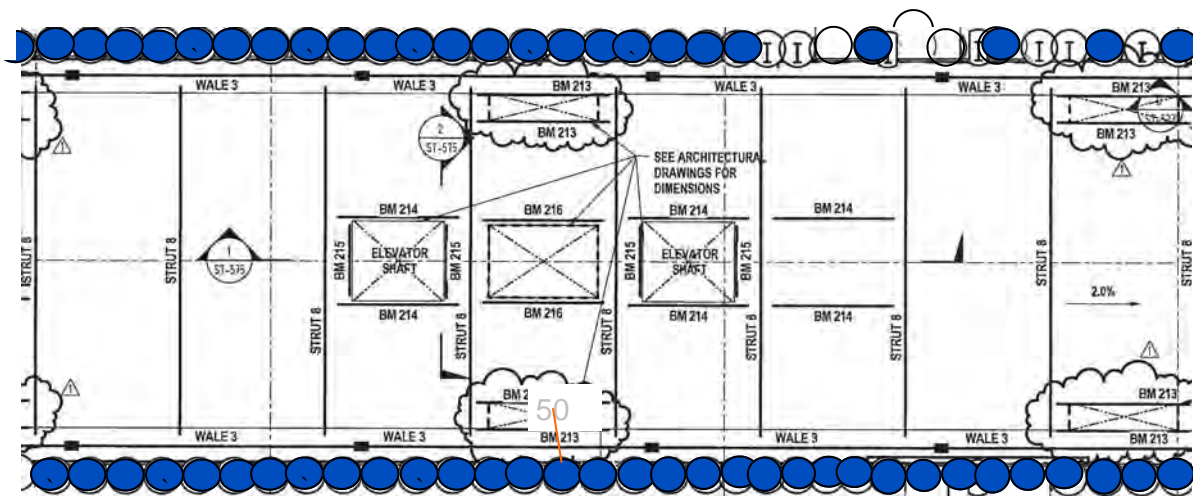 WALE 3
WALE 3
BM 213
WALE 3
WALE 3
BM 213
BM 213
BM 213
2
ST-575
SEE ARCHITECTURAL
DRAWINGS FOR
DIMENSIONS
BM 214
BM 216
BM 214
BM 214
STRUT 8
STRUT 8
1
ST-575
BM 215
ELEVATOR
SHAFT
BM 215
BM 215
ELEVATOR
SHAFT
BM 215
STRUT 8
2.0%
BM 214
BM 216
BM 214
BM 214
STRUT 8
STRUT 8
STRUT 8
STRUT 8
STRUT 8
1
1
1
1
BM 213
50
WALE 3
WALE 3
BM 213
WALE 3
WALE 3
BM 213